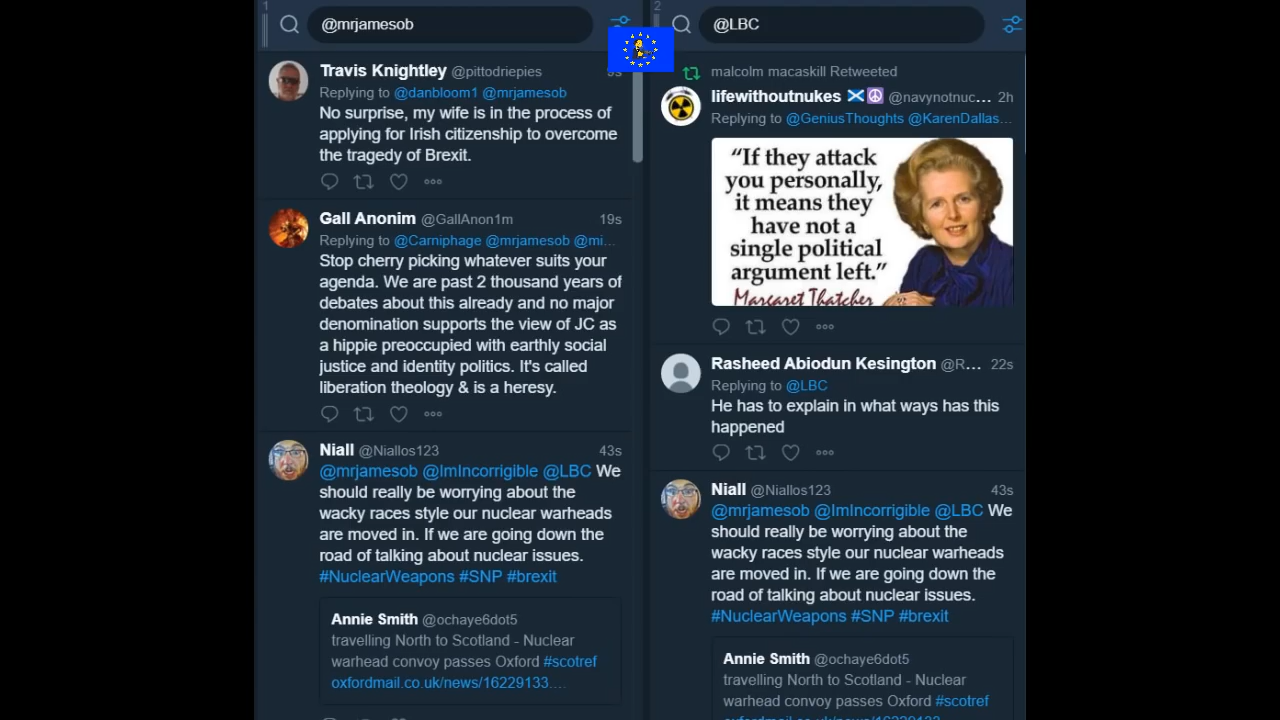 1
@mrjamesob
Travis Knightley @pittodriepies
Replying to @danbloom1 @mrjamesob
No surprise, my wife is in the process of
applying for Irish citizenship to overcome
the tragedy of Brexit.
Gall Anonim @GallAnon1m 19s
Replying to @Carniphage @mrjamesob @mi...
Stop cherry picking whatever suits your
agenda. We are past 2 thousand years of
debates about this already and no major
denomination supports the view of JC as
a hippie preoccupied with earthly social
justice and identity politics. It's called
liberation theology & is a heresy.
Niall @Niallos123 43s
@mrjamesob @ImIncorrigible @LBC We
should really be worrying about the
wacky races style our nuclear warheads
are moved in. If we are going down the
road of talking about nuclear issues.
#NuclearWeapons #SNP #brexit
Annie Smith @ochaye6dot5
travelling North to Scotland - Nuclear
warhead convoy passes Oxford #scotref
oxfordmail.co.uk/news/16229133....
2
@LBC
malcolm macaskill Retweeted
lifewithoutnukes @navynotnuc... 2h
Replying to @GeniusThoughts @KarenDallas...
“If they attack
you personally,
it means they
have not a
single political
argument left.”
Margaret Thatcher
Rasheed Abiodun Kesington @R... 22s
Replying to @LBC
He has to explain in what ways has this
happened
Niall @Niallos123 43s
@mrjamesob @ImIncorrigible @LBC We
should really be worrying about the
wacky races style our nuclear warheads
are moved in. If we are going down the
road of talking about nuclear issues.
#NuclearWeapons #SNP #brexit
Annie Smith @ochaye6dot5
travelling North to Scotland - Nuclear
warhead convoy passes Oxford #scotref
oxfordmail.co.uk/news/16229133....